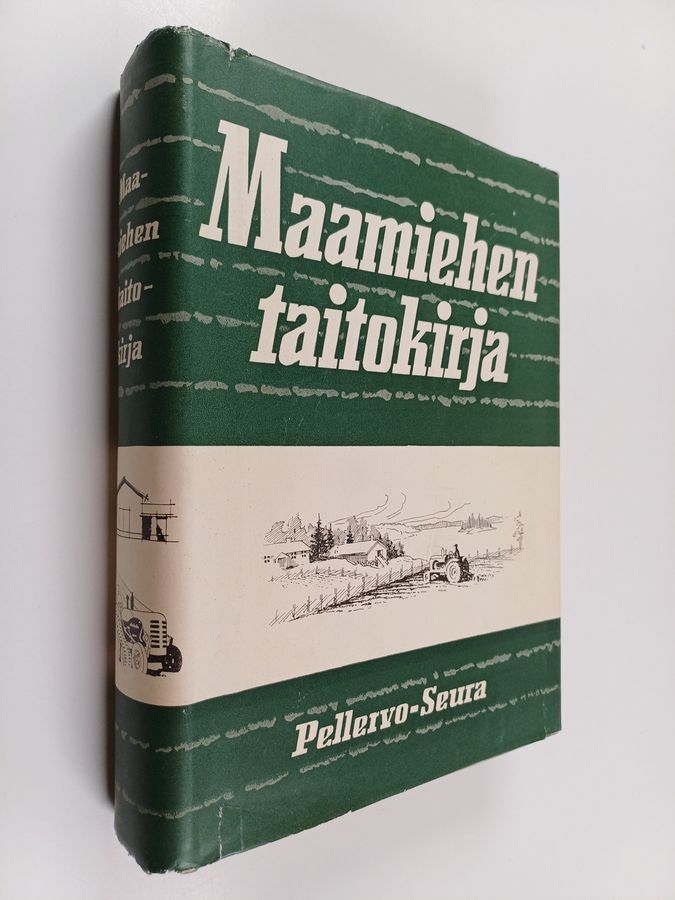 Maamiehen
taitokirja
Pellervo-Seura
Maa-
miehen
taito-
kirja